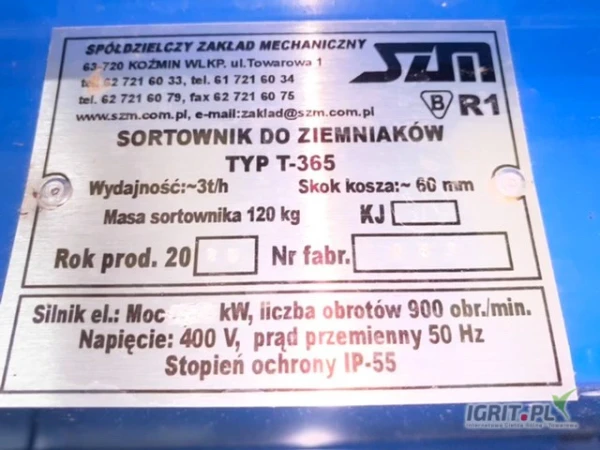 SPÓŁDZIELCZY ZAKŁAD MECHANICZNY
63-720 KOŹMIN WLKP. ul.Towarowa 1
tel. 62 721 60 33, tel. 61 721 60 34
tel. 62 721 60 79, fax 62 721 60 75
www.szm.com.pl, e-mail:zaklad@szm.com.pl
SZM
B R1
SORTOWNIK DO ZIEMNIAKÓW
TYP T-365
Wydajność:~3t/h Skok kosza:~ 60 mm
Masa sortownika 120 kg KJ
Rok prod. 20 Nr fabr.
Silnik el.: Moc kW, liczba obrotów 900 obr./min.
Napięcie: 400 V, prąd przemienny 50 Hz
Stopień ochrony IP-55
IGRIT.PL